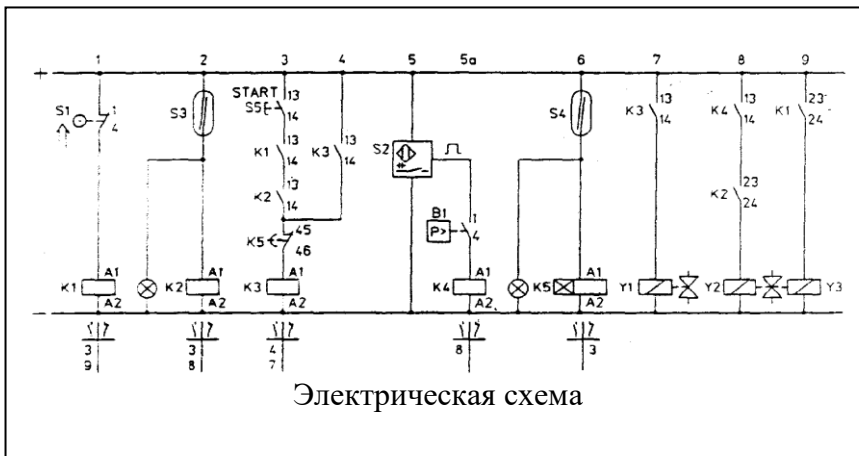 1 2 3 4 5 5a 6 7 8 9
+
START
S1 1 4
S3
S5 13 14
K1 13 14
K2 13 14
K3 13 14
K5 45 46
S2
B1 P> 1 4
S4
K3 13 14
K4 13 14
K2 23 24
K1 23 24
K1 A1 A2
K2 A1 A2
K3 A1 A2
K4 A1 A2
K5 A1 A2
Y1 Y2 Y3
3 3 4 8 3
9 8 7
Электрическая схема